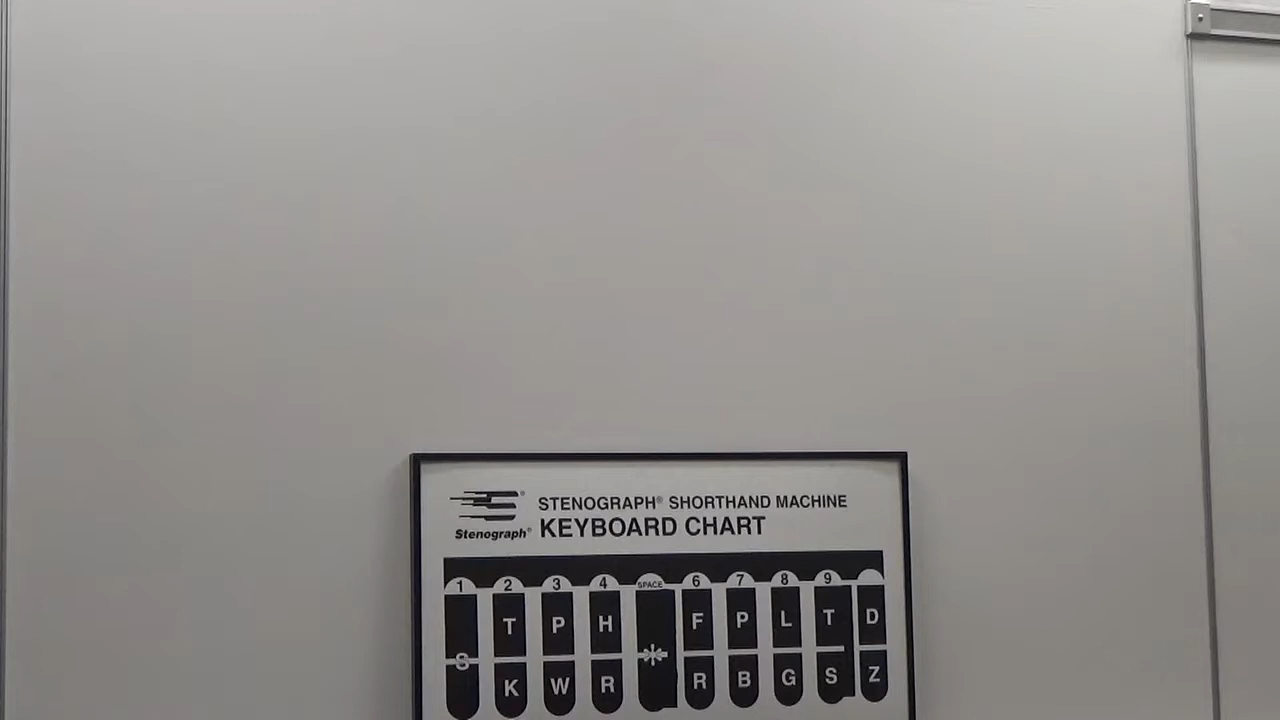 STENOGRAPH® SHORTHAND MACHINE
Stenograph® KEYBOARD CHART
1 2 3 4 SPACE 6 7 8 9
T P H F P L T D
S *
K W R R B G S Z